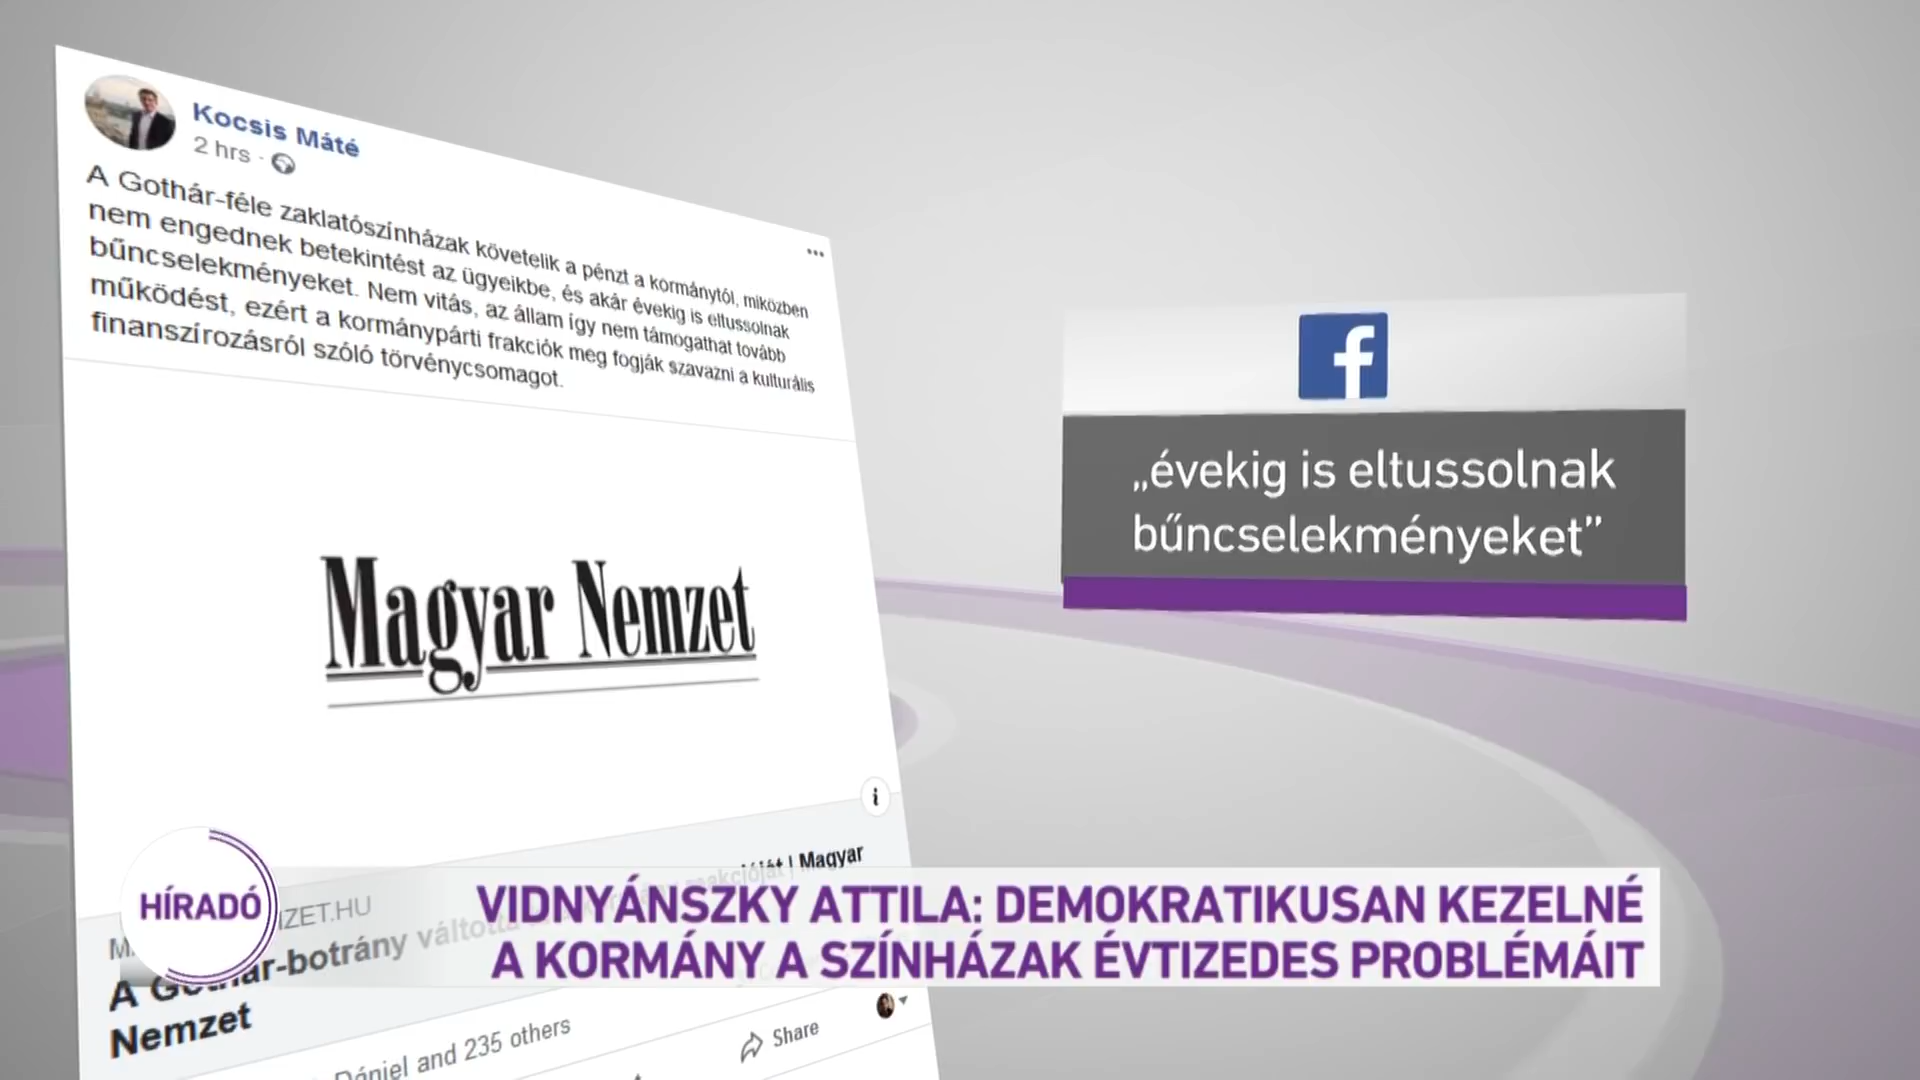 Kocsis Máté
2 hrs ·
A Gothár-féle zaklatószínházak követelik a pénzt a kormánytól, miközben
nem engednek betekintést az ügyeikbe, és akár évekig is eltussolnak
bűncselekményeket. Nem vitás, az állam így nem támogathat tovább
működést, ezért a kormánypárti frakciók meg fogják szavazni a kulturális
finanszírozásról szóló törvénycsomagot.
Magyar Nemzet
f
„évekig is eltussolnak
bűncselekményeket”
i
HÍRADÓ
VIDNYÁNSZKY ATTILA: DEMOKRATIKUSAN KEZELNÉ
A KORMÁNY A SZÍNHÁZAK ÉVTIZEDES PROBLÉMÁIT
ZET.HU
A -botrány reakcióját | Magyar
Nemzet
Dániel and 235 others
Share